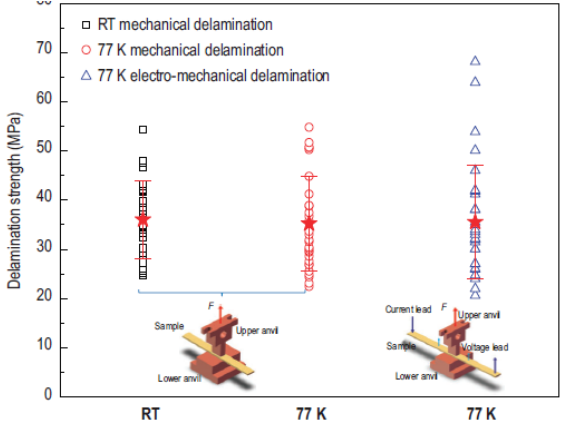 80
RT mechanical delamination
70
77 K mechanical delamination
77 K electro-mechanical delamination
60
50
40
30
20
10
0
Delamination strength (MPa)
F
Sample
Upper anvil
Lower anvil
Current lead
F
Upper anvil
Sample
Voltage lead
Lower anvil
RT
77 K
77 K